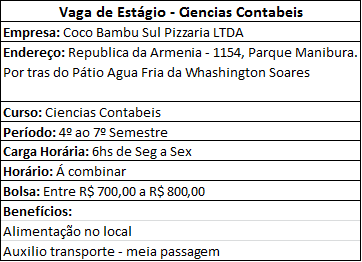 Vaga de Estágio - Ciencias Contabeis
Empresa: Coco Bambu Sul Pizzaria LTDA
Endereço: Republica da Armenia - 1154, Parque Manibura.
Por tras do Pátio Agua Fria da Whashington Soares
Curso: Ciencias Contabeis
Período: 4º ao 7º Semestre
Carga Horária: 6hs de Seg a Sex
Horário: Á combinar
Bolsa: Entre R$ 700,00 a R$ 800,00
Benefícios:
Alimentação no local
Auxilio transporte - meia passagem